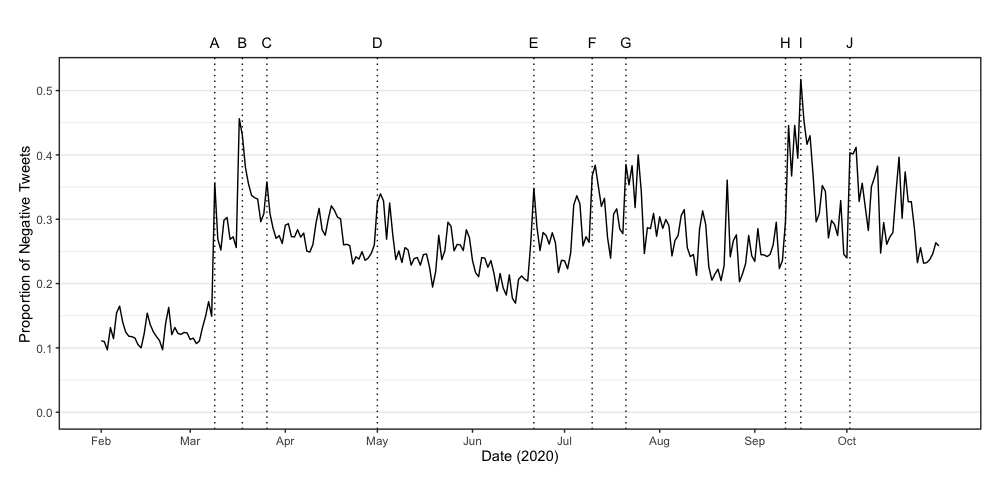 A B C D E F G H I J
Proportion of Negative Tweets
0.5
0.4
0.3
0.2
0.1
0.0
Feb Mar Apr May Jun Jul Aug Sep Oct
Date (2020)